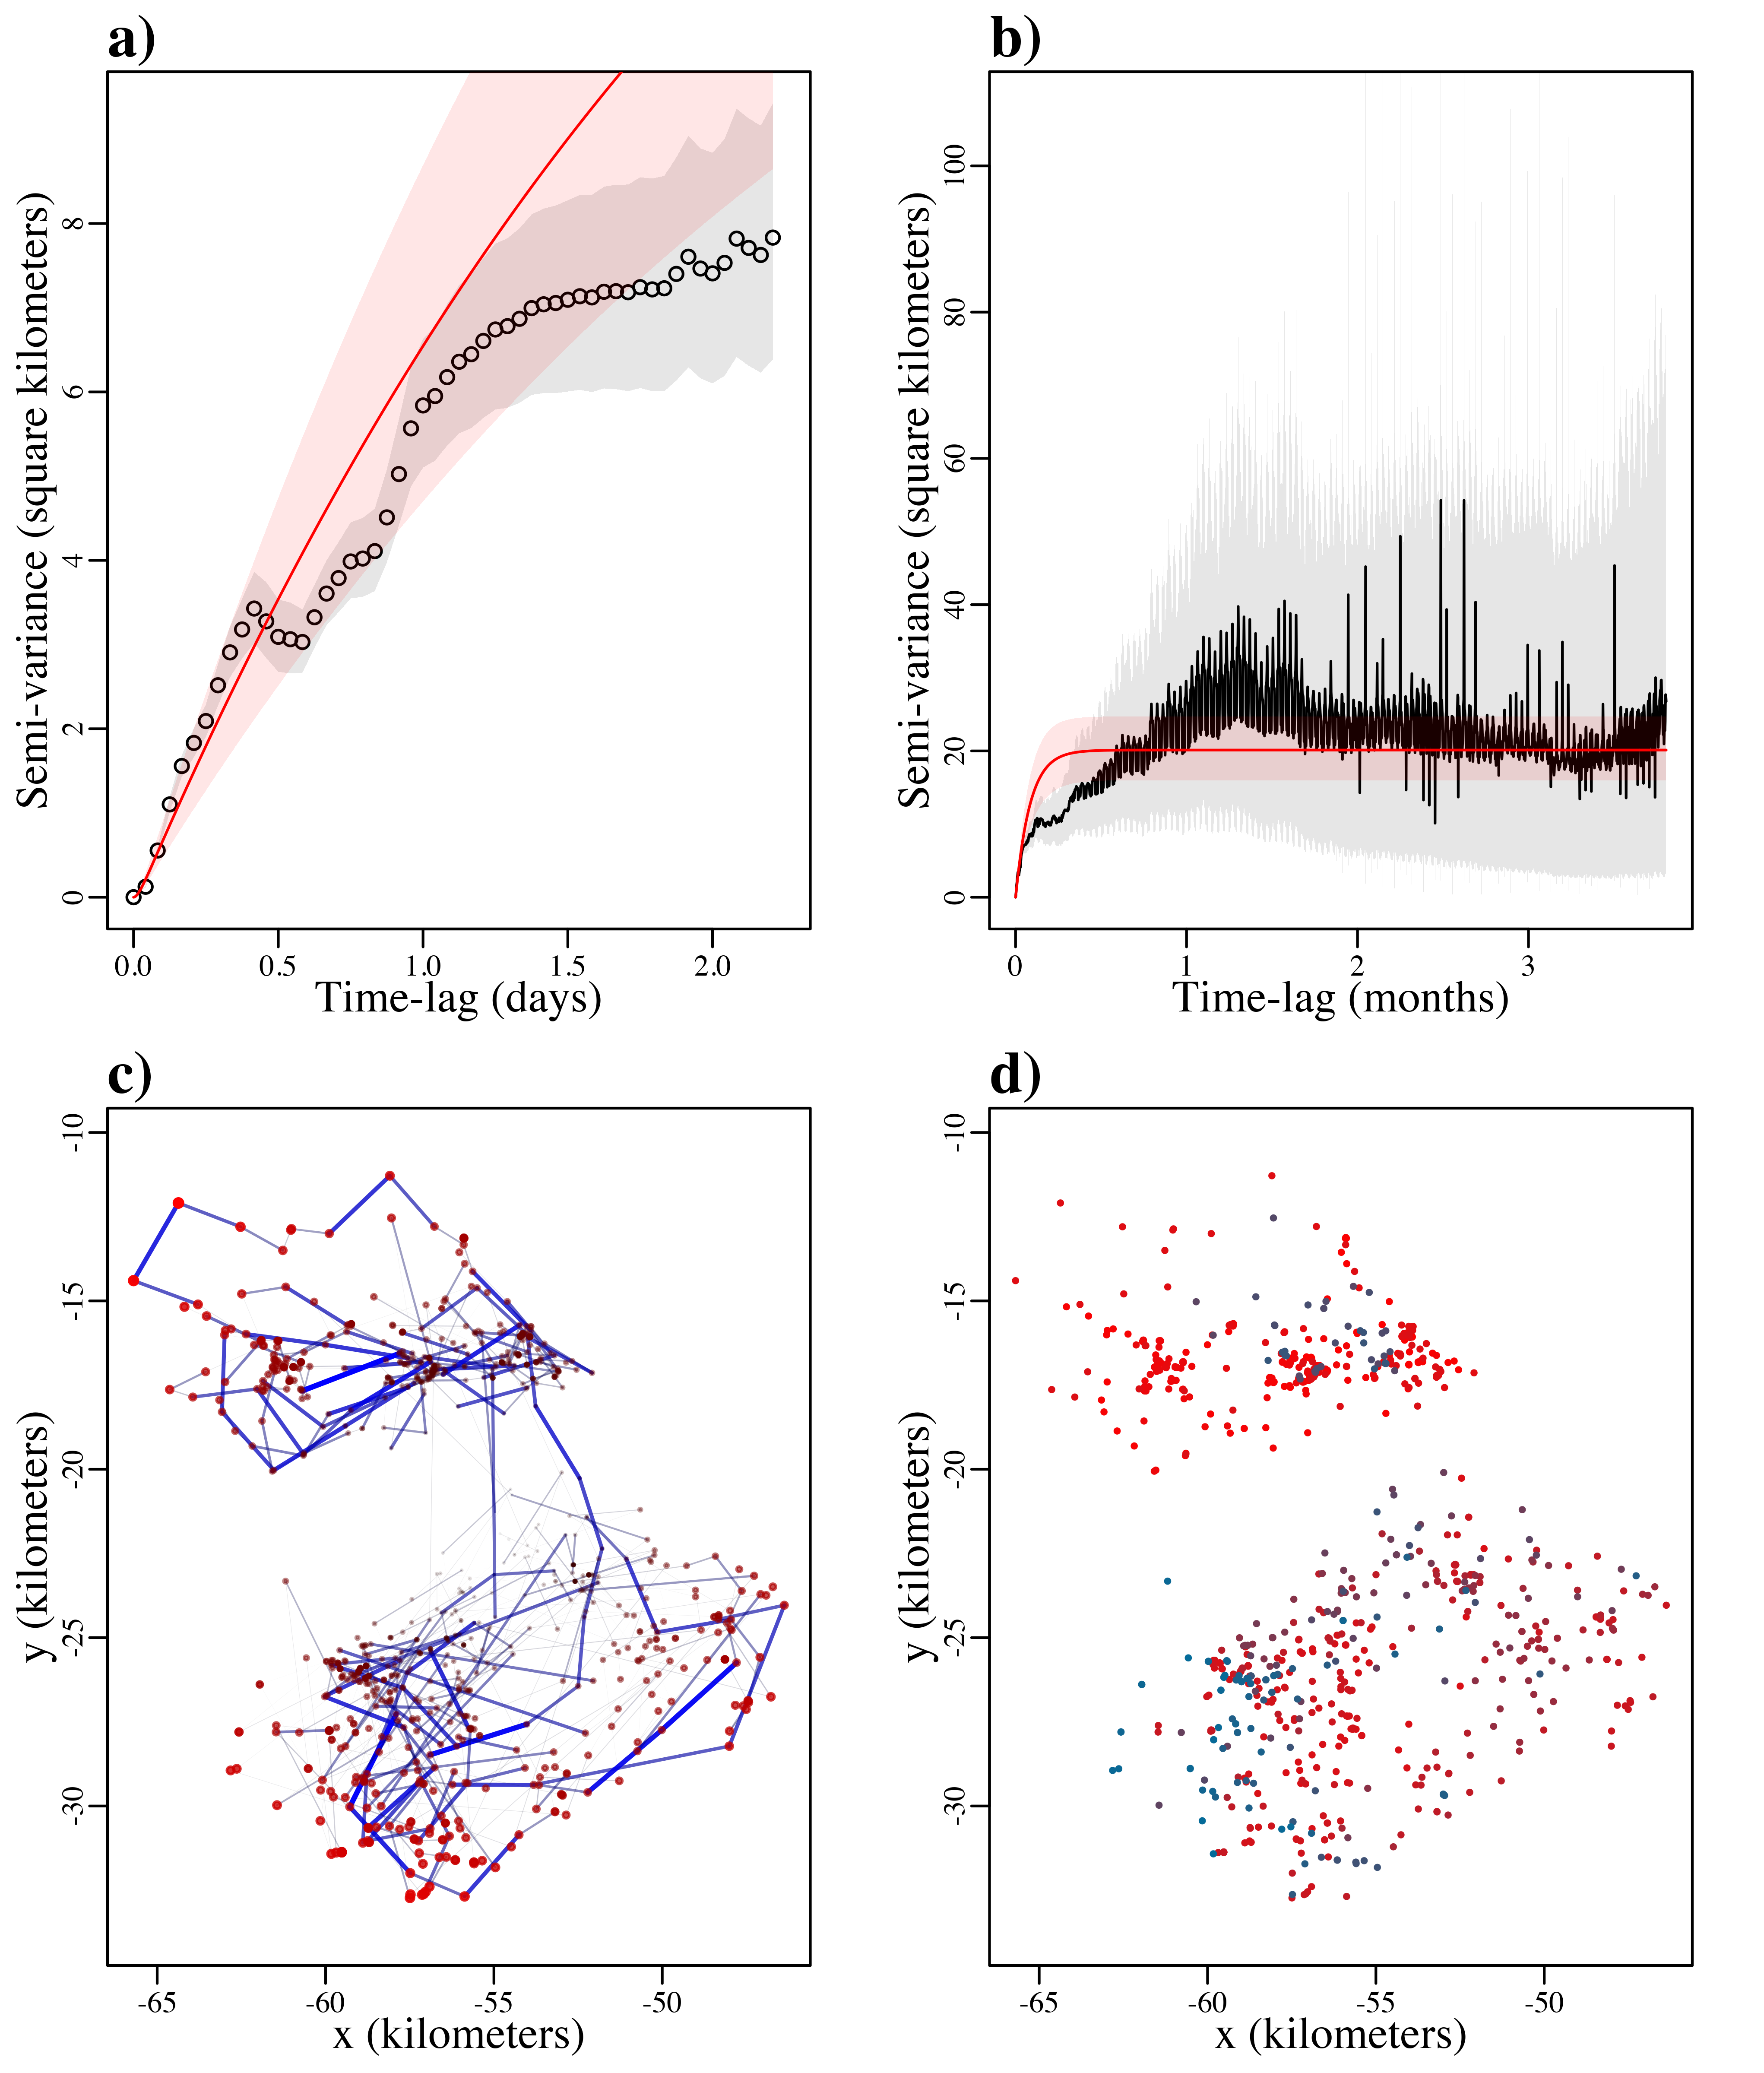 a)
Semi-variance (square kilometers)
0 2 4 6 8
0.0 0.5 1.0 1.5 2.0
Time-lag (days)
b)
Semi-variance (square kilometers)
0 20 40 60 80 100
0 1 2 3
Time-lag (months)
c)
y (kilometers)
-30 -25 -20 -15 -10
-65 -60 -55 -50
x (kilometers)
d)
y (kilometers)
-30 -25 -20 -15 -10
-65 -60 -55 -50
x (kilometers)